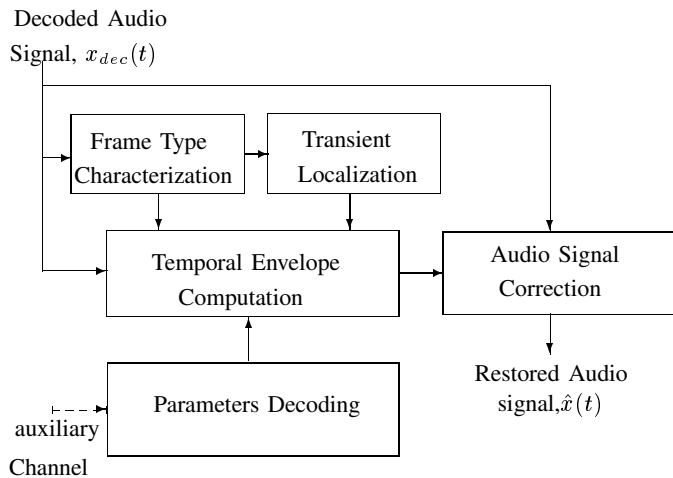 Decoded Audio
Signal, x_{dec}(t)
Frame Type
Characterization
Transient
Localization
Temporal Envelope
Computation
Audio Signal
Correction
Parameters Decoding
Restored Audio
signal, x̂(t)
auxiliary
Channel